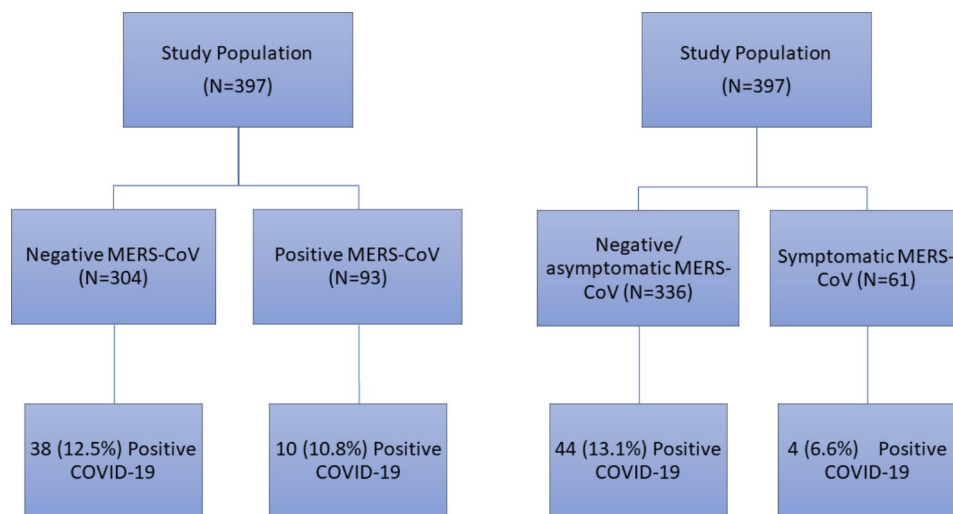 Study Population
(N=397)
Negative MERS-CoV
(N=304)
Positive MERS-CoV
(N=93)
38 (12.5%) Positive
COVID-19
10 (10.8%) Positive
COVID-19
Study Population
(N=397)
Negative/
asymptomatic MERS-
CoV (N=336)
Symptomatic MERS-
CoV (N=61)
44 (13.1%) Positive
COVID-19
4 (6.6%) Positive
COVID-19